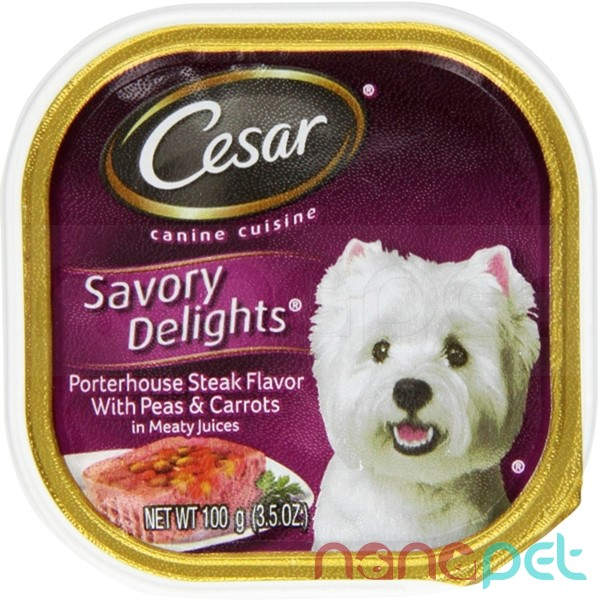 Cesar®
canine cuisine
Savory
Delights®
Porterhouse Steak Flavor
With Peas & Carrots
in Meaty Juices
NET WT 100 g (3.5 OZ.)
®
nanapet